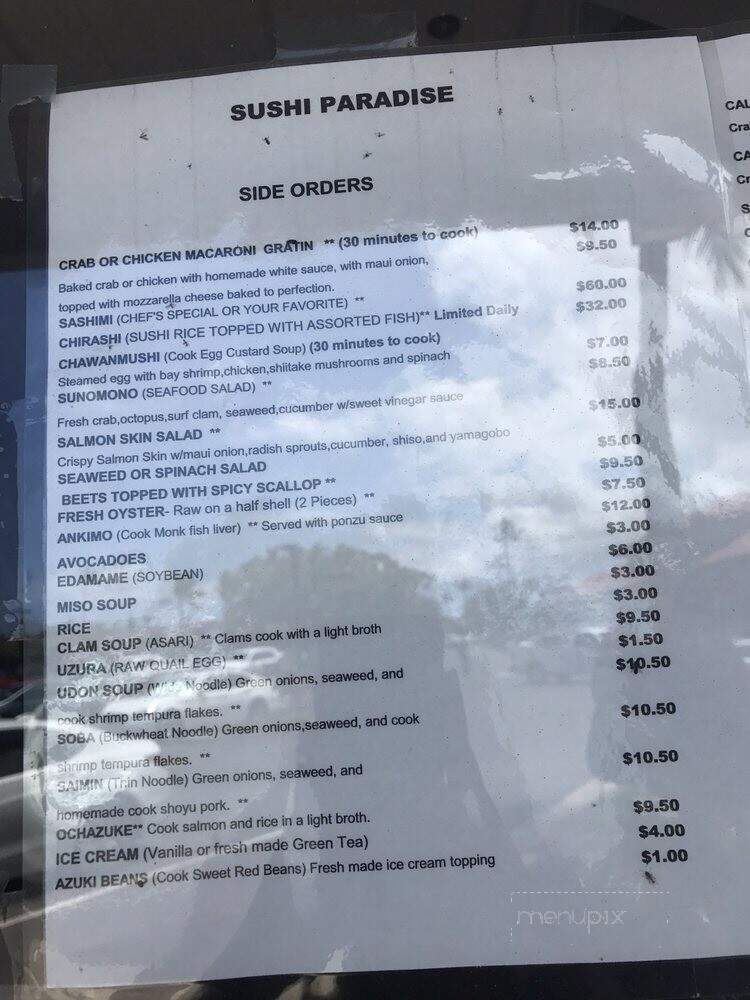 SUSHI PARADISE
SIDE ORDERS
CRAB OR CHICKEN MACARONI GRATIN ** (30 minutes to cook) $14.00
$9.50
Baked crab or chicken with homemade white sauce, with maui onion,
topped with mozzarella cheese baked to perfection.
SASHIMI (CHEF'S SPECIAL OR YOUR FAVORITE) ** $60.00
CHIRASHI (SUSHI RICE TOPPED WITH ASSORTED FISH)** Limited Daily $32.00
CHAWANMUSHI (Cook Egg Custard Soup) (30 minutes to cook) $7.00
Steamed egg with bay shrimp,chicken,shiitake mushrooms and spinach
SUNOMONO (SEAFOOD SALAD) ** $8.50
Fresh crab,octopus,surf clam, seaweed,cucumber w/sweet vinegar sauce
SALMON SKIN SALAD ** $15.00
Crispy Salmon Skin w/maui onion,radish sprouts,cucumber, shiso,and yamagobo
SEAWEED OR SPINACH SALAD $5.00
BEETS TOPPED WITH SPICY SCALLOP ** $9.50
FRESH OYSTER- Raw on a half shell (2 Pieces) ** $7.50
ANKIMO (Cook Monk fish liver) ** Served with ponzu sauce $12.00
AVOCADOES $3.00
EDAMAME (SOYBEAN) $6.00
MISO SOUP $3.00
RICE $3.00
CLAM SOUP (ASARI) ** Clams cook with a light broth $9.50
UZURA (RAW QUAIL EGG) ** $1.50
UDON SOUP (Noodle) Green onions, seaweed, and $10.50
cook shrimp tempura flakes. **
SOBA (Buckwheat Noodle) Green onions,seaweed, and cook $10.50
shrimp tempura flakes. **
SAIMIN (Thin Noodle) Green onions, seaweed, and $10.50
homemade cook shoyu pork. **
OCHAZUKE** Cook salmon and rice in a light broth. $9.50
ICE CREAM (Vanilla or fresh made Green Tea) $4.00
AZUKI BEANS (Cook Sweet Red Beans) Fresh made ice cream topping $1.00
menupix